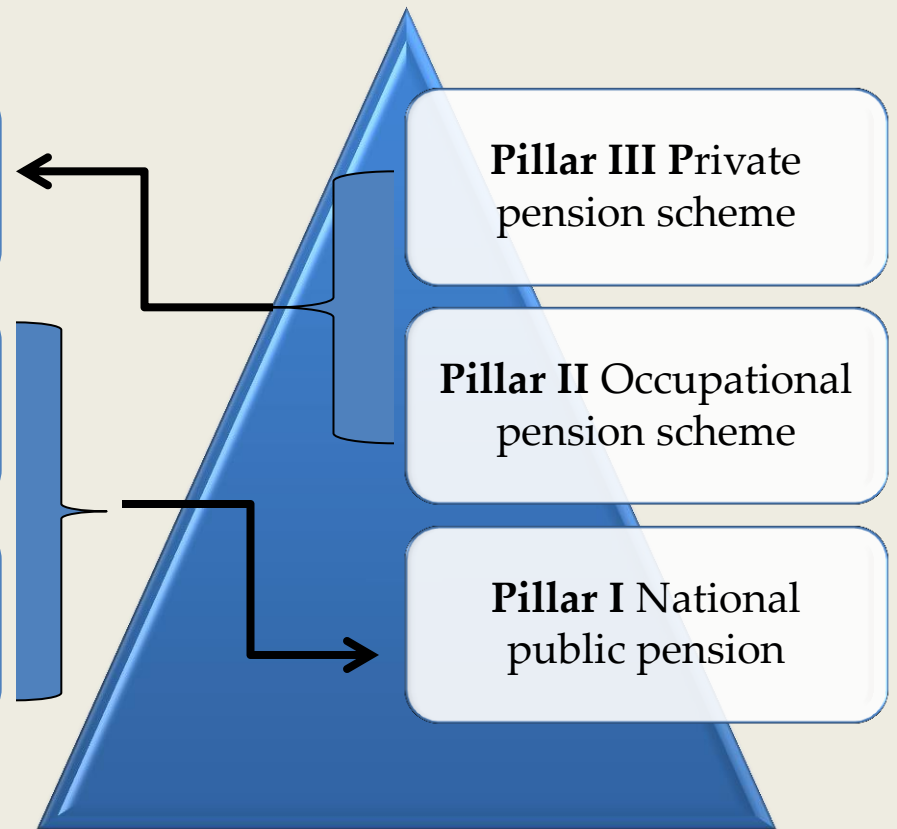 Pillar III Private
pension scheme
Pillar II Occupational
pension scheme
Pillar I National
public pension